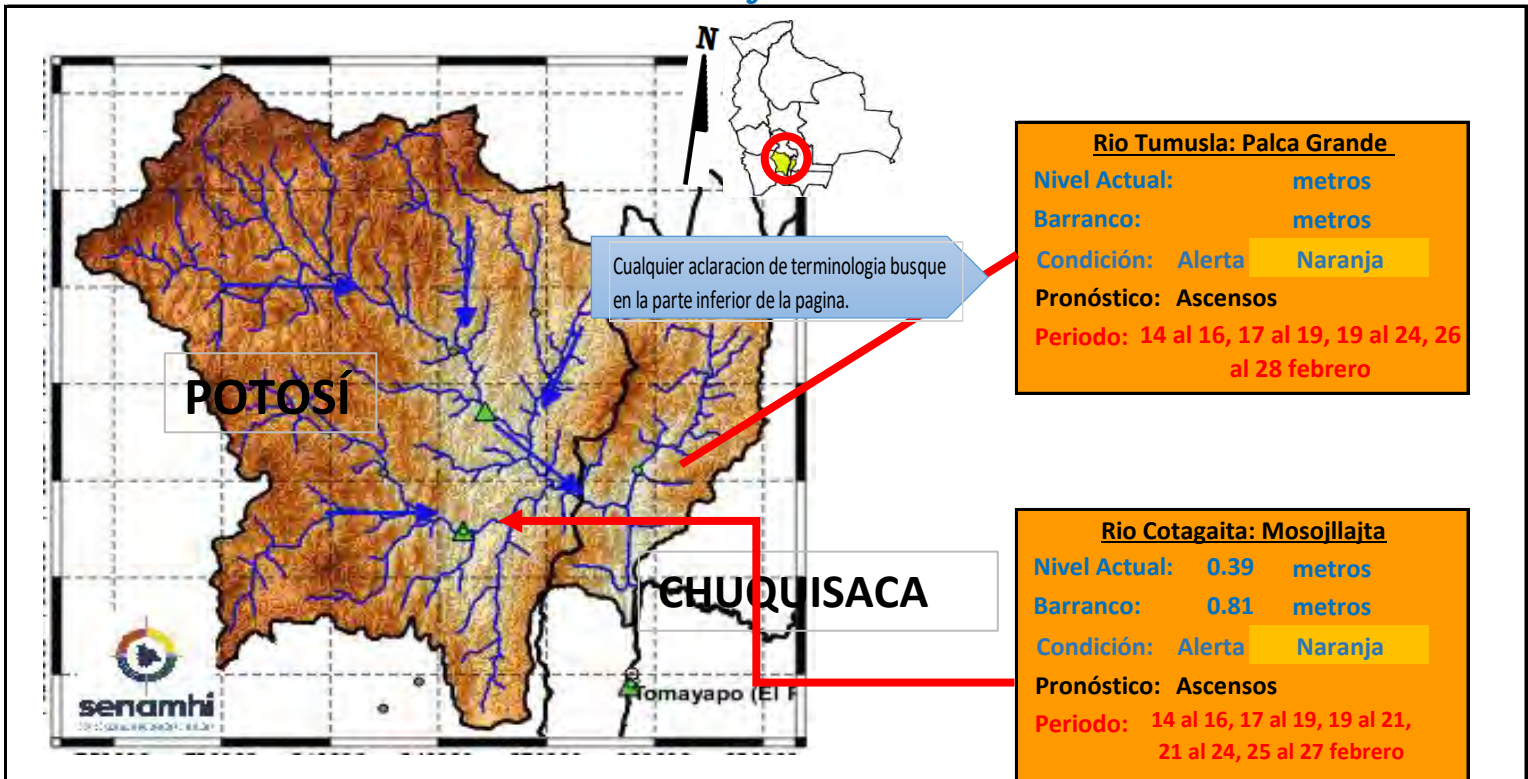 N
Cualquier aclaracion de terminologia busque
en la parte inferior de la pagina.
POTOSÍ
CHUQUISACA
Tomayapo (El
senamhi
Rio Tumusla: Palca Grande
Nivel Actual: metros
Barranco: metros
Condición: Alerta Naranja
Pronóstico: Ascensos
Periodo: 14 al 16, 17 al 19, 19 al 24, 26
al 28 febrero
Rio Cotagaita: Mosojllajta
Nivel Actual: 0.39 metros
Barranco: 0.81 metros
Condición: Alerta Naranja
Pronóstico: Ascensos
Periodo: 14 al 16, 17 al 19, 19 al 21,
21 al 24, 25 al 27 febrero